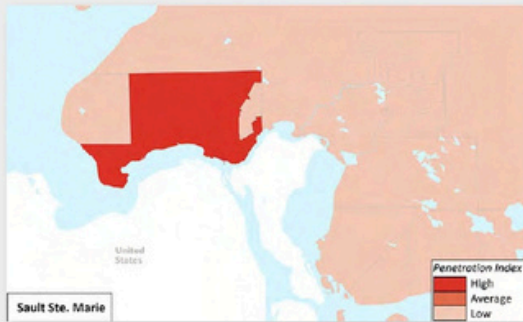 United
States
Sault Ste. Marie
Penetration Index
High
Average
Low